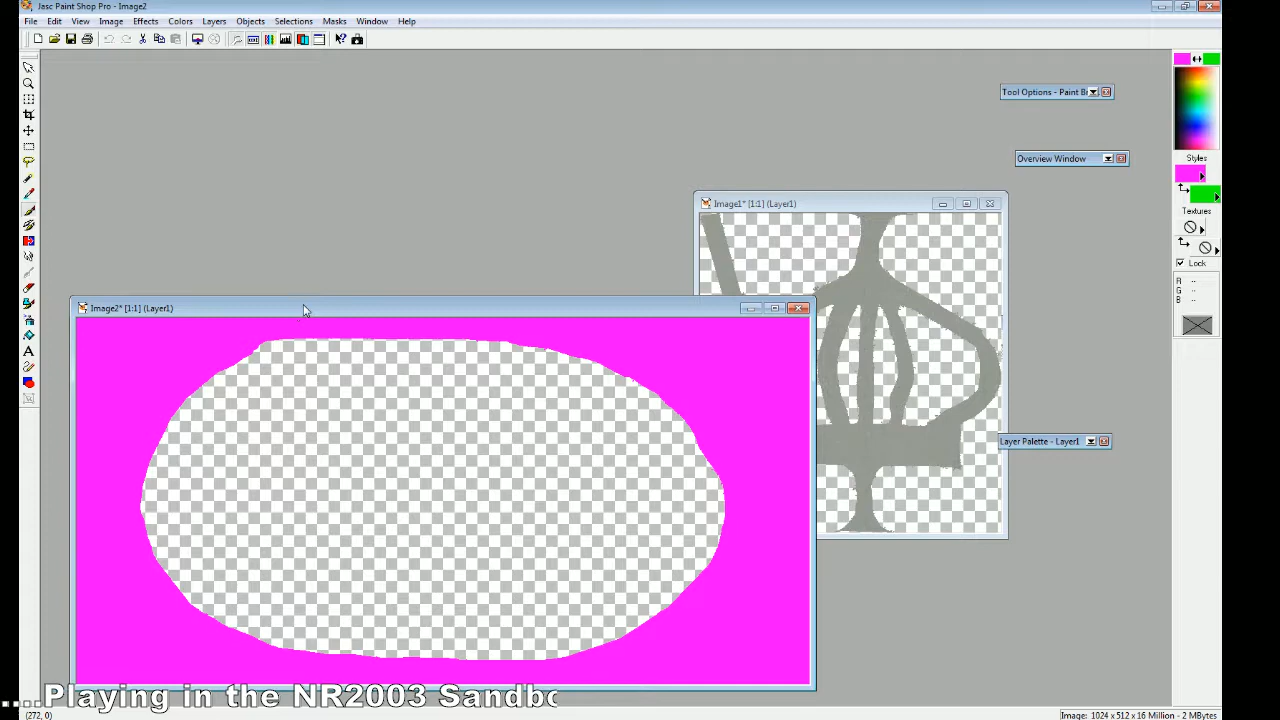 Jasc Paint Shop Pro - Image2
File Edit View Image Effects Colors Layers Objects Selections Masks Window Help
Tool Options - Paint B
Overview Window
Styles
Image1* [1:1] (Layer1)
Textures
Lock
R
G
Image2* [1:1] (Layer1)
Layer Palette - Layer1
....Playing in the NR2003 Sandbo
(272, 0)
Image: 1024 x 512 x 16 Million - 2 MBytes